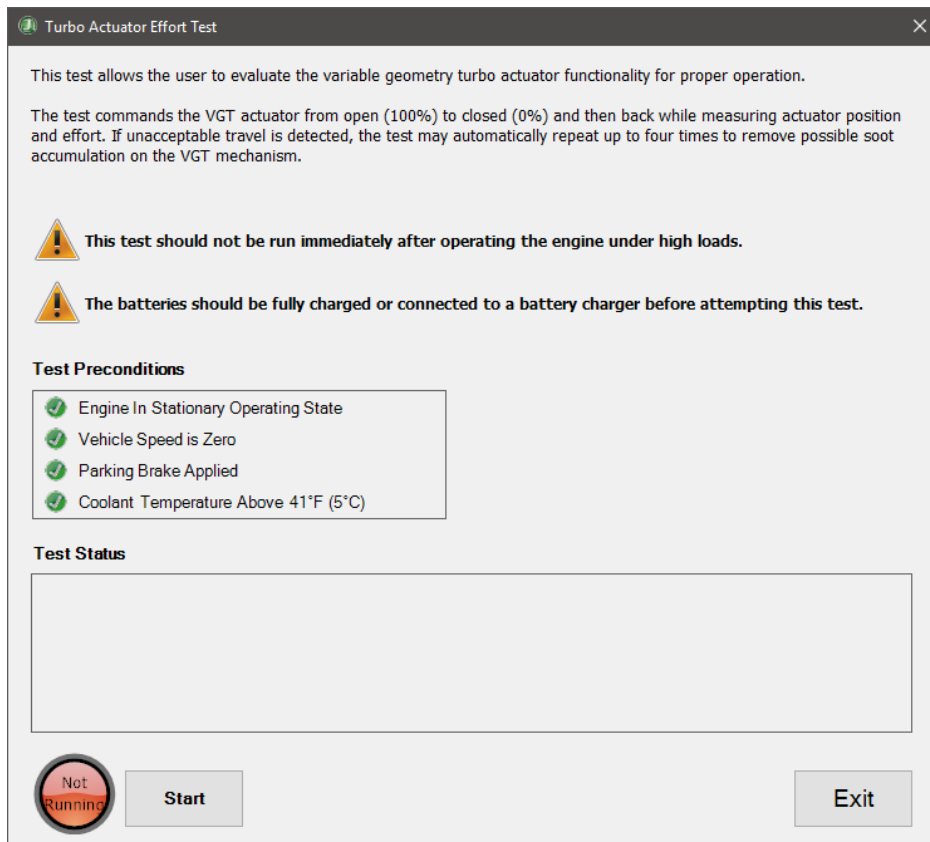 Turbo Actuator Effort Test
This test allows the user to evaluate the variable geometry turbo actuator functionality for proper operation.
The test commands the VGT actuator from open (100%) to closed (0%) and then back while measuring actuator position
and effort. If unacceptable travel is detected, the test may automatically repeat up to four times to remove possible soot
accumulation on the VGT mechanism.
This test should not be run immediately after operating the engine under high loads.
The batteries should be fully charged or connected to a battery charger before attempting this test.
Test Preconditions
Engine In Stationary Operating State
Vehicle Speed is Zero
Parking Brake Applied
Coolant Temperature Above 41°F (5°C)
Test Status
Not
Running
Start
Exit